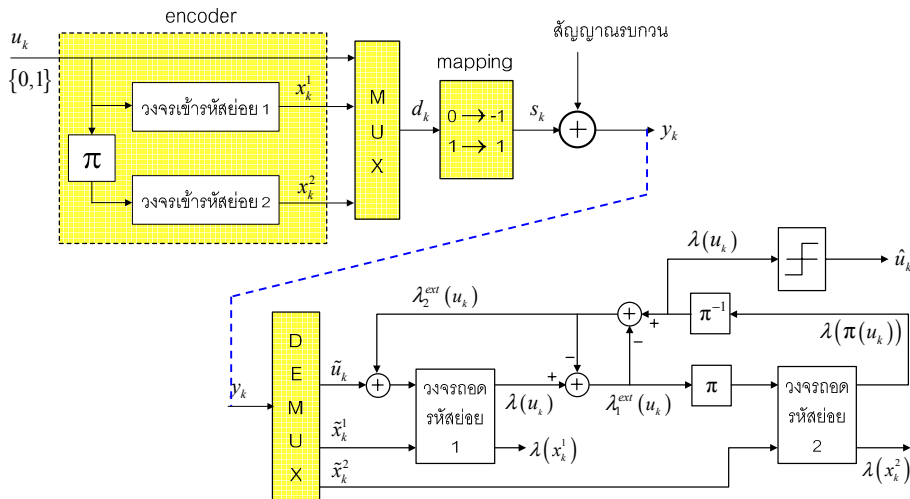 encoder
u_k
{0,1}
วงจรเข้ารหัสย่อย 1
x_k^1
π
วงจรเข้ารหัสย่อย 2
x_k^2
M
U
X
d_k
mapping
0 → -1
1 → 1
s_k
สัญญาณรบกวน
+
y_k
y_k
D
E
M
U
X
ũ_k
x̃_k^1
x̃_k^2
+
λ_2^{ext}(u_k)
วงจรถอด
รหัสย่อย
1
λ(u_k)
λ(x_k^1)
+
−
+
λ_1^{ext}(u_k)
+
+
−
π
π^{-1}
λ(u_k)
û_k
λ(π(u_k))
วงจรถอด
รหัสย่อย
2
λ(x_k^2)